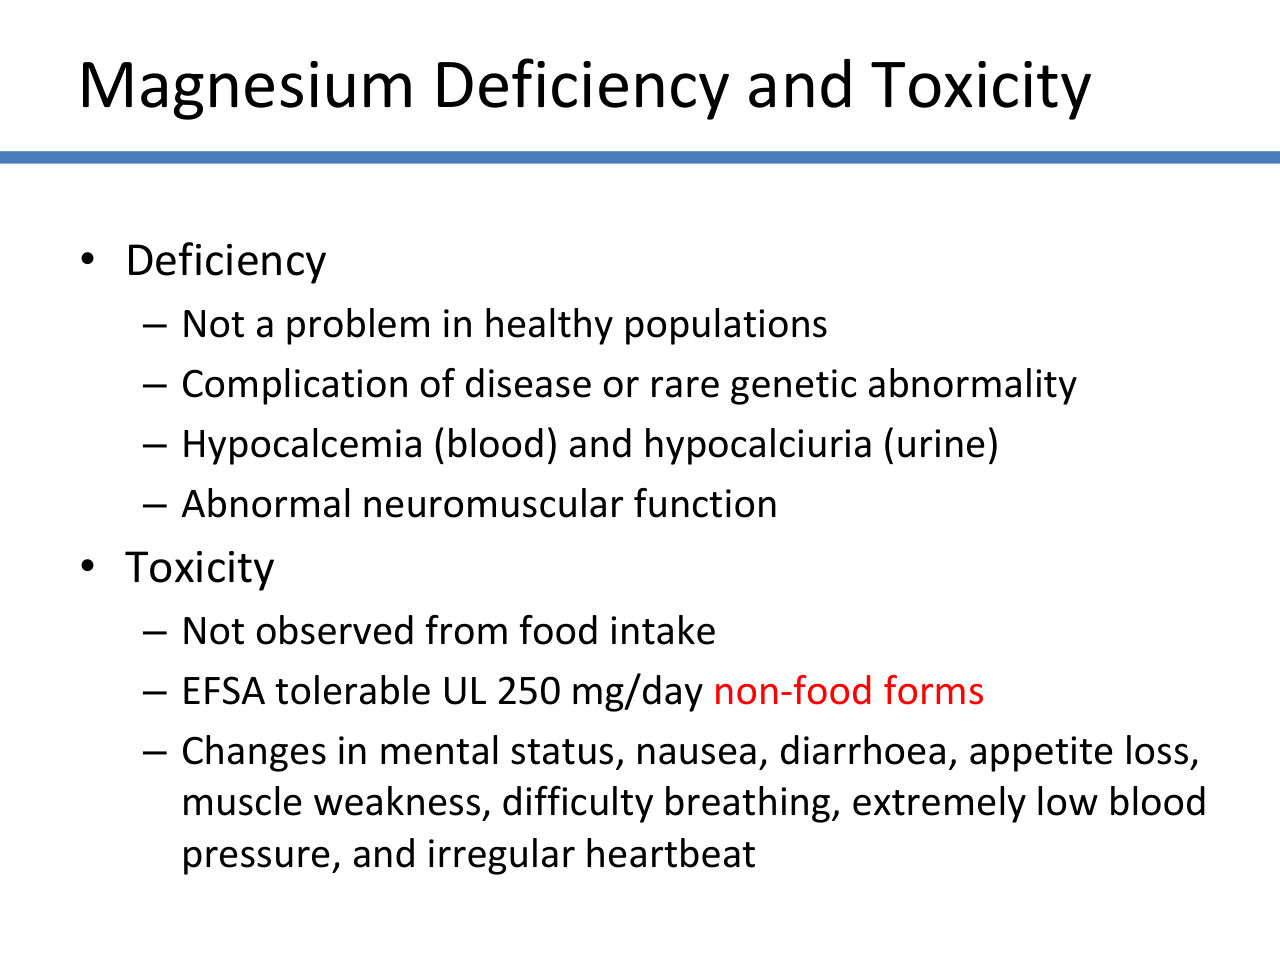 Magnesium Deficiency and Toxicity
• Deficiency
– Not a problem in healthy populations
– Complication of disease or rare genetic abnormality
– Hypocalcemia (blood) and hypocalciuria (urine)
– Abnormal neuromuscular function
• Toxicity
– Not observed from food intake
– EFSA tolerable UL 250 mg/day non-food forms
– Changes in mental status, nausea, diarrhoea, appetite loss,
muscle weakness, difficulty breathing, extremely low blood
pressure, and irregular heartbeat